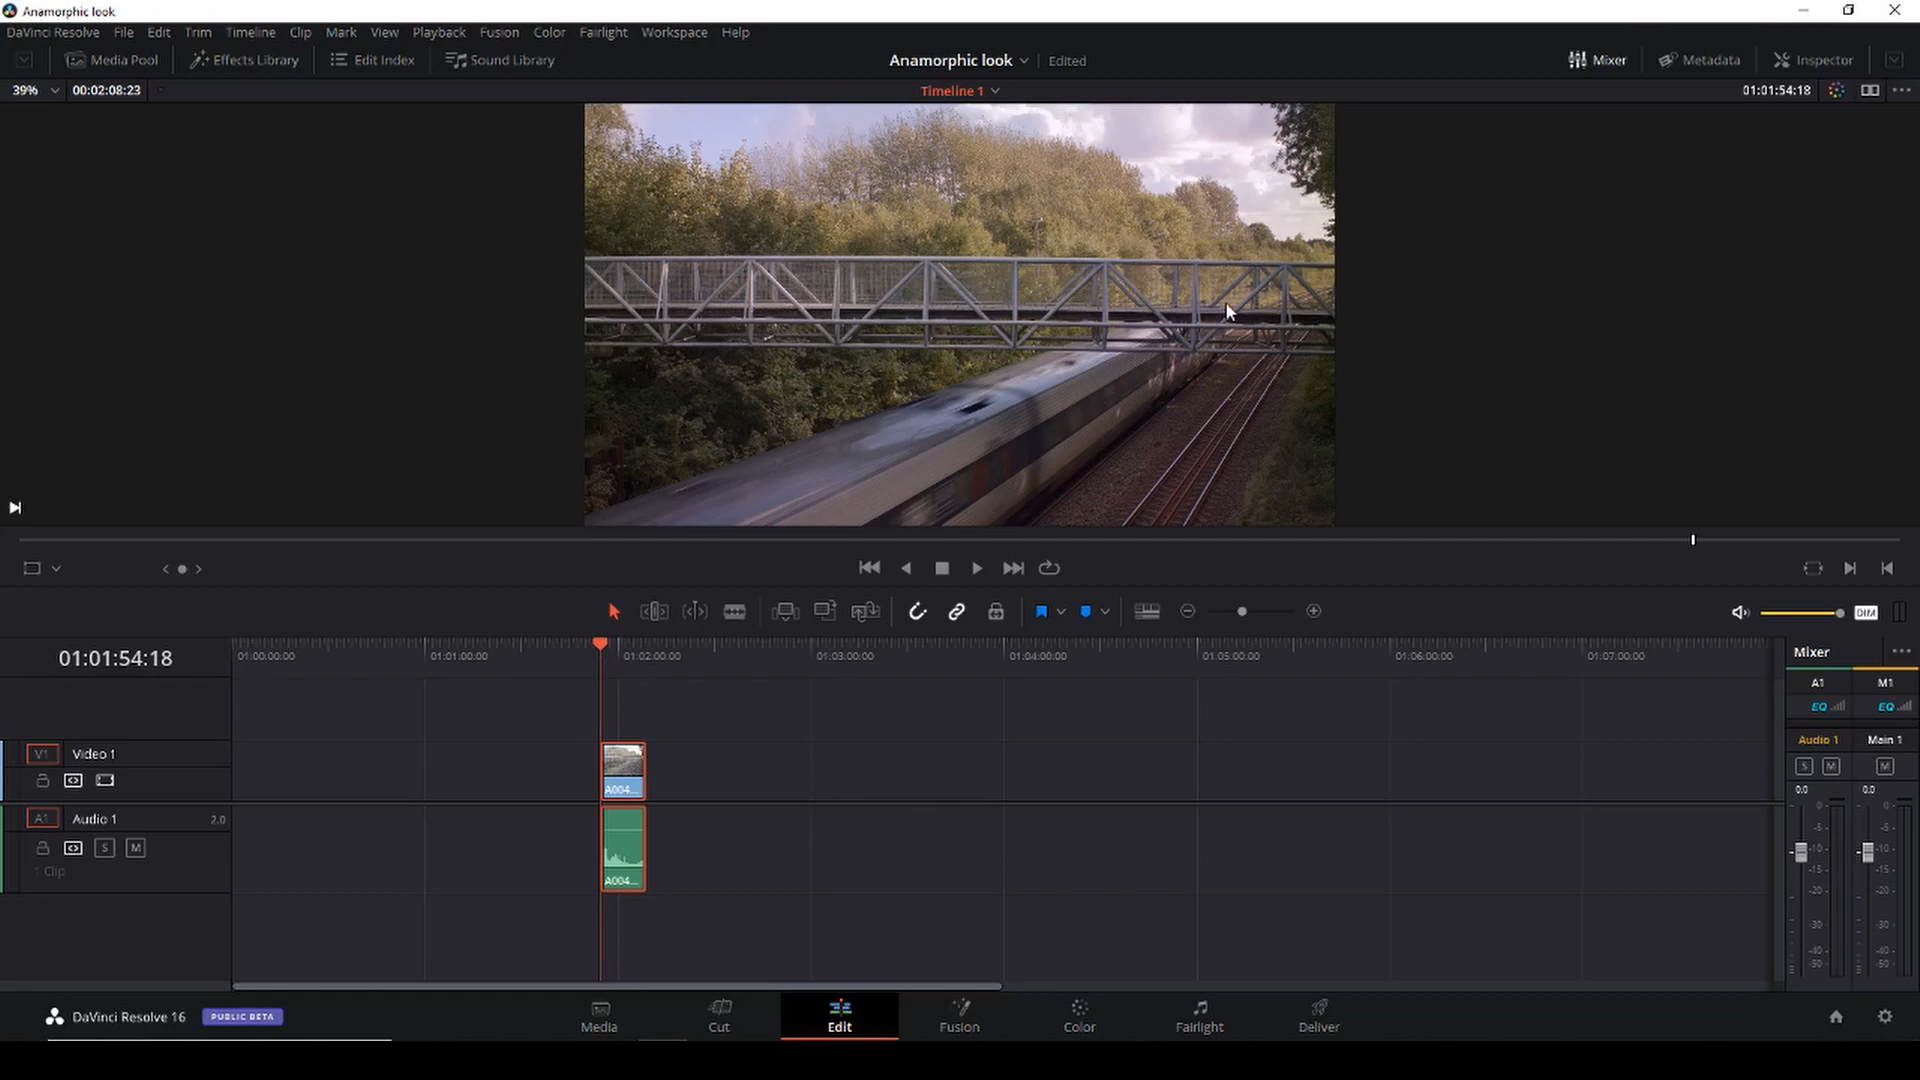 Anamorphic look
DaVinci Resolve File Edit Trim Timeline Clip Mark View Playback Fusion Color Fairlight Workspace Help
Media Pool Effects Library Edit Index Sound Library Anamorphic look Edited Mixer Metadata Inspector
39% 00:02:08:23 Timeline 1 01:01:54:18
DIM
01:01:54:18 01:00:00:00 01:01:00:00 01:02:00:00 01:03:00:00 01:04:00:00 01:05:00:00 01:06:00:00 01:07:00:00 Mixer
A1 M1
EQ EQ
V1 Video 1 Audio 1 Main 1
S M M
A004... 0.0 0.0
A1 Audio 1 2.0
S M
1 Clip
A004...
0 0
-5 -5
-10 -10
-15 -15
-20 -20
-30 -30
-40 -40
-50 -50
DaVinci Resolve 16 PUBLIC BETA Media Cut Edit Fusion Color Fairlight Deliver